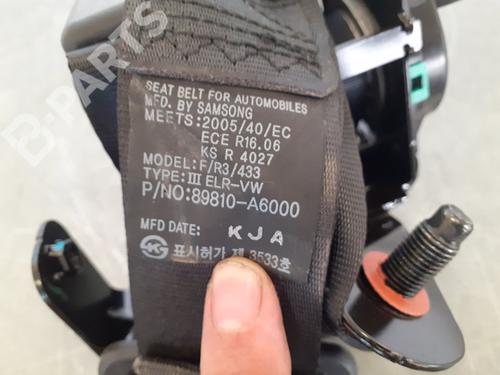 SEAT BELT FOR AUTOMOBILES
MFD. BY SAMSONG
MEETS:2005/40/EC
ECE R16.06
KS R 4027
MODEL:F/R3/433
TYPE:III ELR-VW
P/NO:89810-A6000
MFD DATE: KJA
표시허가 제 3533호
B-PARTS